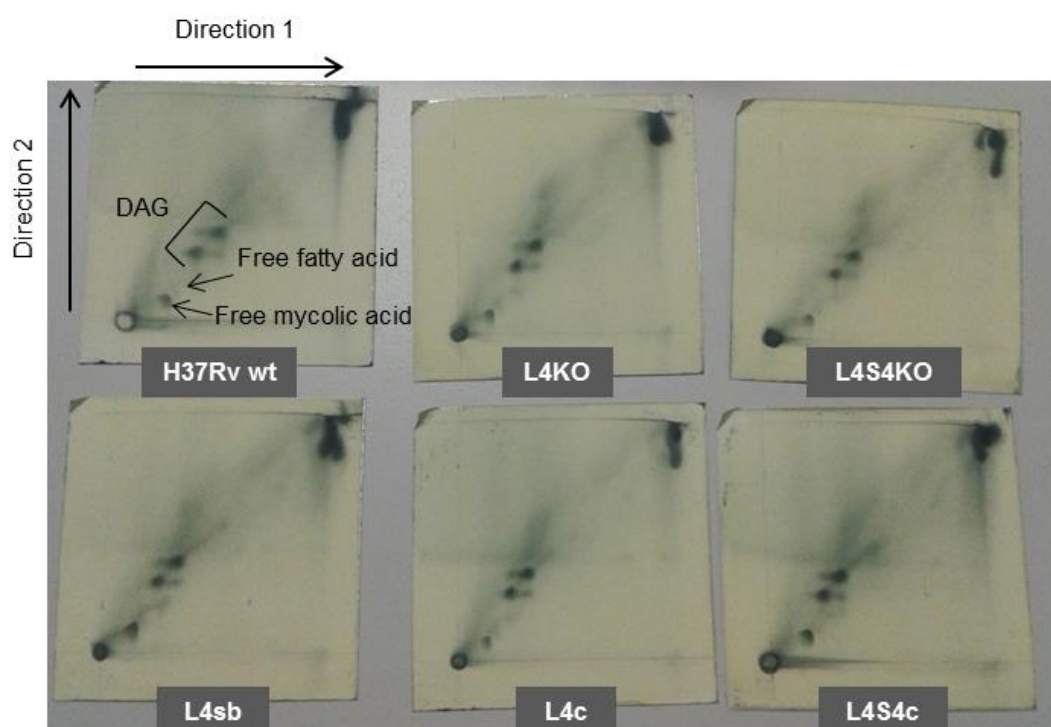 Direction 1
Direction 2
DAG
Free fatty acid
Free mycolic acid
H37Rv wt
L4KO
L4S4KO
L4sb
L4c
L4S4c